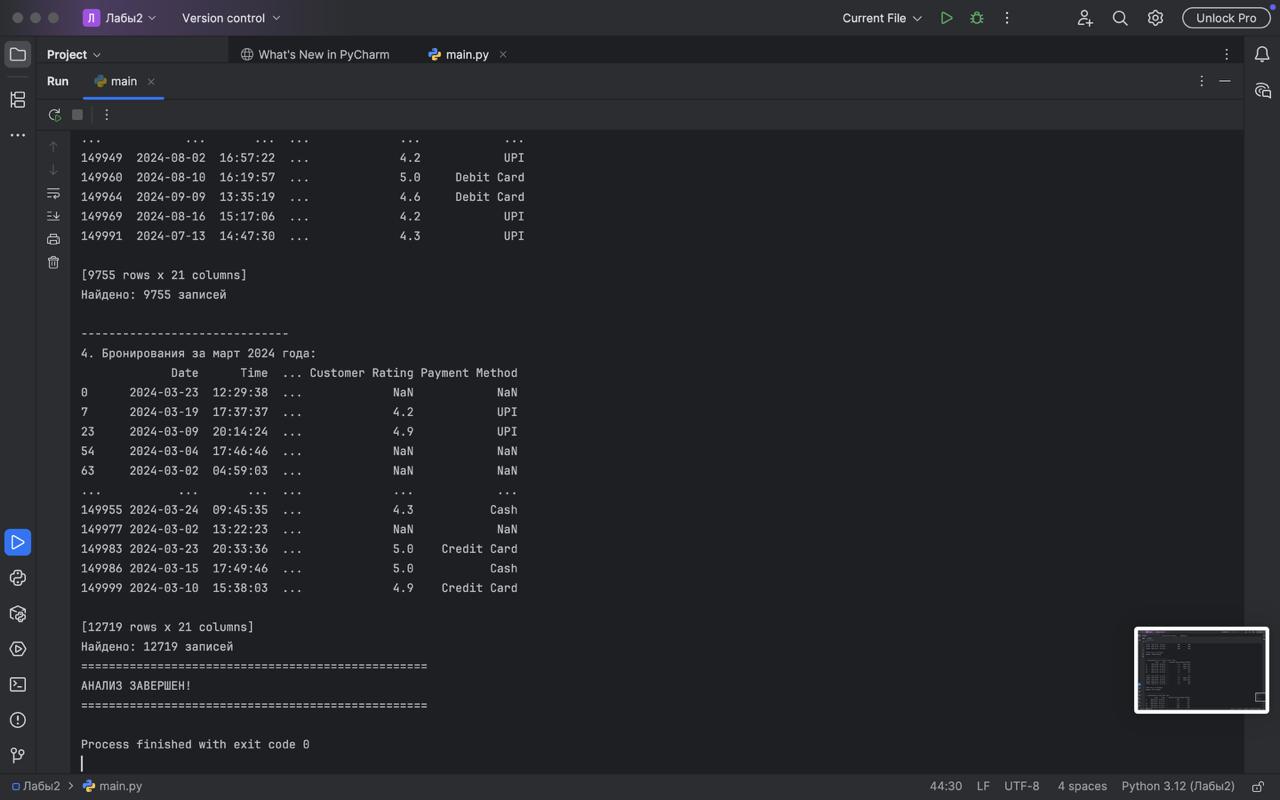 Л Лабы2 Version control Current File Unlock Pro
Project What's New in PyCharm main.py
Run main
... ... ... ... ... ...
149949 2024-08-02 16:57:22 ... 4.2 UPI
149960 2024-08-10 16:19:57 ... 5.0 Debit Card
149964 2024-09-09 13:35:19 ... 4.6 Debit Card
149969 2024-08-16 15:17:06 ... 4.2 UPI
149991 2024-07-13 14:47:30 ... 4.3 UPI
[9755 rows x 21 columns]
Найдено: 9755 записей
------------------------------
4. Бронирования за март 2024 года:
Date Time ... Customer Rating Payment Method
0 2024-03-23 12:29:38 ... NaN NaN
7 2024-03-19 17:37:37 ... 4.2 UPI
23 2024-03-09 20:14:24 ... 4.9 UPI
54 2024-03-04 17:46:46 ... NaN NaN
63 2024-03-02 04:59:03 ... NaN NaN
... ... ... ... ... ...
149955 2024-03-24 09:45:35 ... 4.3 Cash
149977 2024-03-02 13:22:23 ... NaN NaN
149983 2024-03-23 20:33:36 ... 5.0 Credit Card
149986 2024-03-15 17:49:46 ... 5.0 Cash
149999 2024-03-10 15:38:03 ... 4.9 Credit Card
[12719 rows x 21 columns]
Найдено: 12719 записей
==================================================
АНАЛИЗ ЗАВЕРШЕН!
==================================================
Process finished with exit code 0
Лабы2 main.py 44:30 LF UTF-8 4 spaces Python 3.12 (Лабы2)